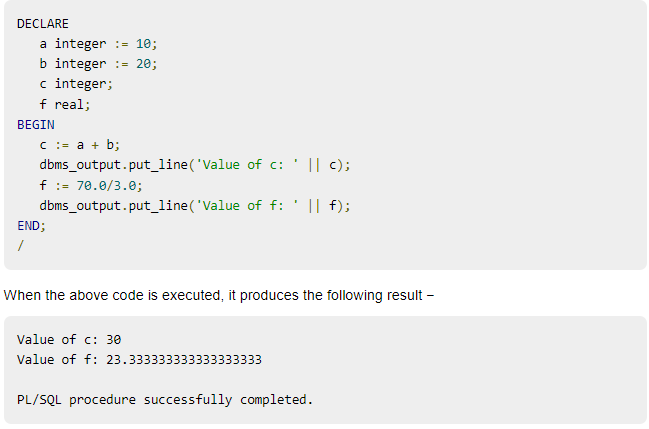 DECLARE
   a integer := 10;
   b integer := 20;
   c integer;
   f real;
BEGIN
   c := a + b;
   dbms_output.put_line('Value of c: ' || c);
   f := 70.0/3.0;
   dbms_output.put_line('Value of f: ' || f);
END;
/
When the above code is executed, it produces the following result −
Value of c: 30
Value of f: 23.333333333333333333
PL/SQL procedure successfully completed.